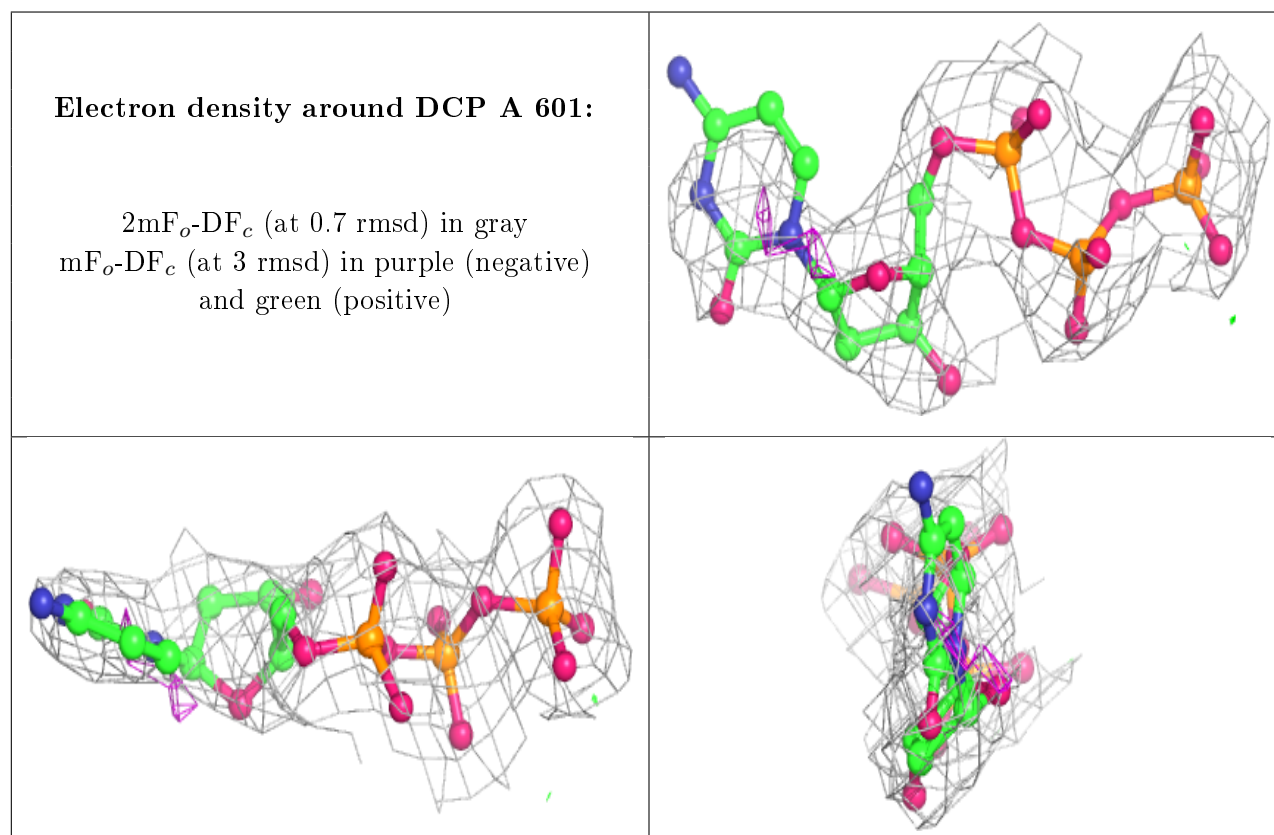 Electron density around DCP A 601:
2mFₒ-DF𝒸 (at 0.7 rmsd) in gray
mFₒ-DF𝒸 (at 3 rmsd) in purple (negative)
and green (positive)